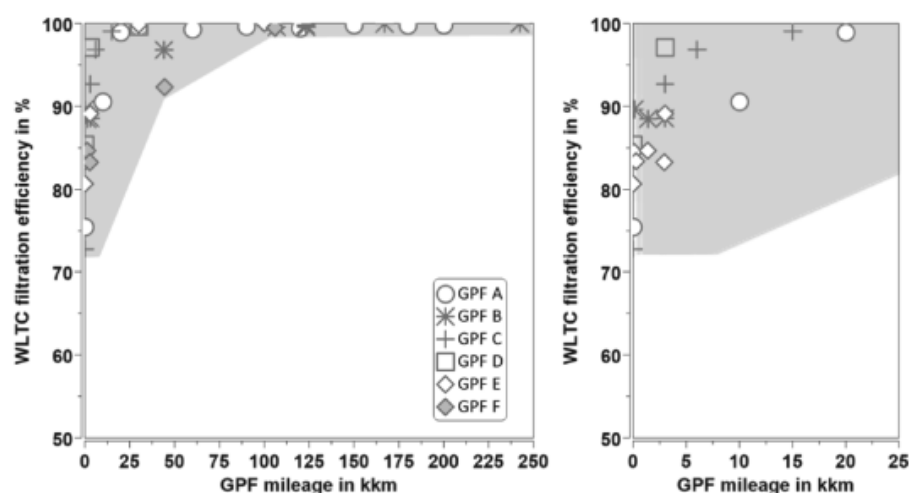 WLTC filtration efficiency in %
100
90
80
70
60
50
0 25 50 75 100 125 150 175 200 225 250
GPF mileage in kkm
GPF A
GPF B
GPF C
GPF D
GPF E
GPF F
WLTC filtration efficiency in %
100
90
80
70
60
50
0 5 10 15 20 25
GPF mileage in kkm